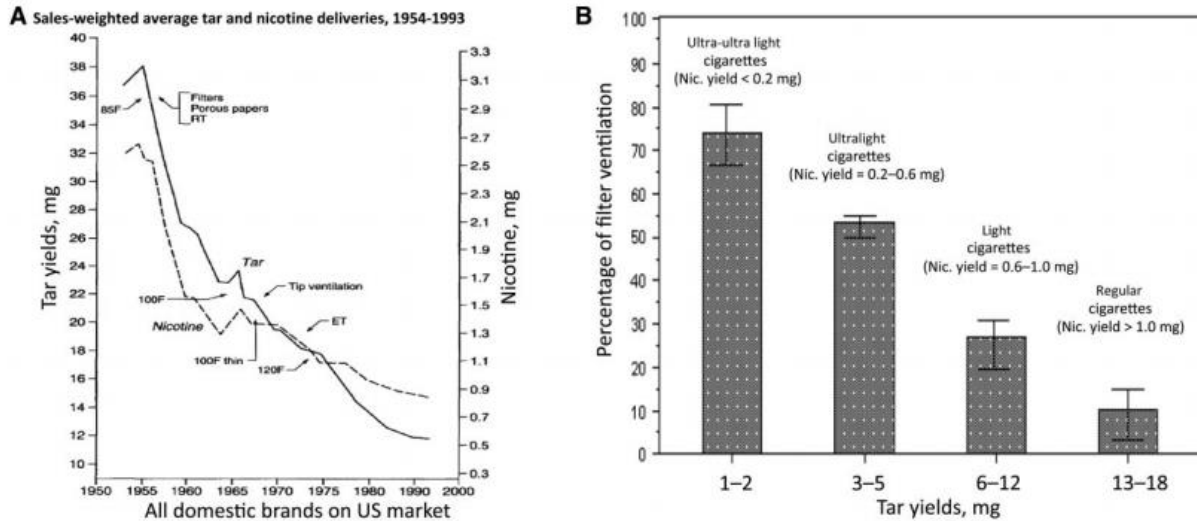 A Sales-weighted average tar and nicotine deliveries, 1954-1993
Tar yields, mg
40
38
36
34
32
30
28
26
24
22
20
18
16
14
12
10
85F
Filters
Porous papers
RT
Tar
100F
Tip ventilation
Nicotine
ET
100F thin
120F
3.3
3.1
2.9
2.7
2.5
2.3
2.1
1.9
1.7
1.5
1.3
1.1
0.9
0.7
0.5
0.3
Nicotine, mg
1950 1955 1960 1965 1970 1975 1980 1990 2000
All domestic brands on US market
B
Percentage of filter ventilation
100
90
80
70
60
50
40
30
20
10
0
Ultra-ultra light
cigarettes
(Nic. yield < 0.2 mg)
Ultralight
cigarettes
(Nic. yield = 0.2–0.6 mg)
Light
cigarettes
(Nic. yield = 0.6–1.0 mg)
Regular
cigarettes
(Nic. yield > 1.0 mg)
1–2 3–5 6–12 13–18
Tar yields, mg